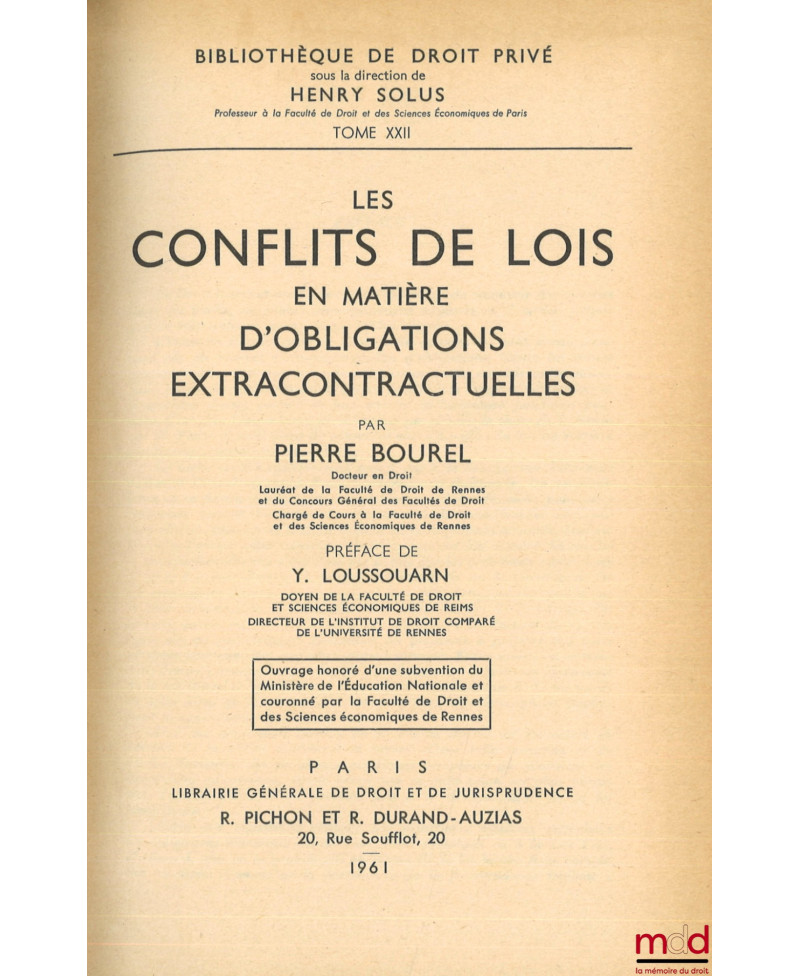 BIBLIOTHÈQUE DE DROIT PRIVÉ
sous la direction de
HENRY SOLUS
Professeur à la Faculté de Droit et des Sciences Économiques de Paris
TOME XXII
LES
CONFLITS DE LOIS
EN MATIÈRE
D'OBLIGATIONS
EXTRACONTRACTUELLES
PAR
PIERRE BOUREL
Docteur en Droit
Lauréat de la Faculté de Droit de Rennes
et du Concours Général des Facultés de Droit
Chargé de Cours à la Faculté de Droit
et des Sciences Économiques de Rennes
PRÉFACE DE
Y. LOUSSOUARN
DOYEN DE LA FACULTÉ DE DROIT
ET SCIENCES ÉCONOMIQUES DE REIMS
DIRECTEUR DE L'INSTITUT DE DROIT COMPARÉ
DE L'UNIVERSITÉ DE RENNES
Ouvrage honoré d'une subvention du
Ministère de l'Éducation Nationale et
couronné par la Faculté de Droit et
des Sciences économiques de Rennes
PARIS
LIBRAIRIE GÉNÉRALE DE DROIT ET DE JURISPRUDENCE
R. PICHON ET R. DURAND-AUZIAS
20, Rue Soufflot, 20
1961
mdd
la mémoire du droit